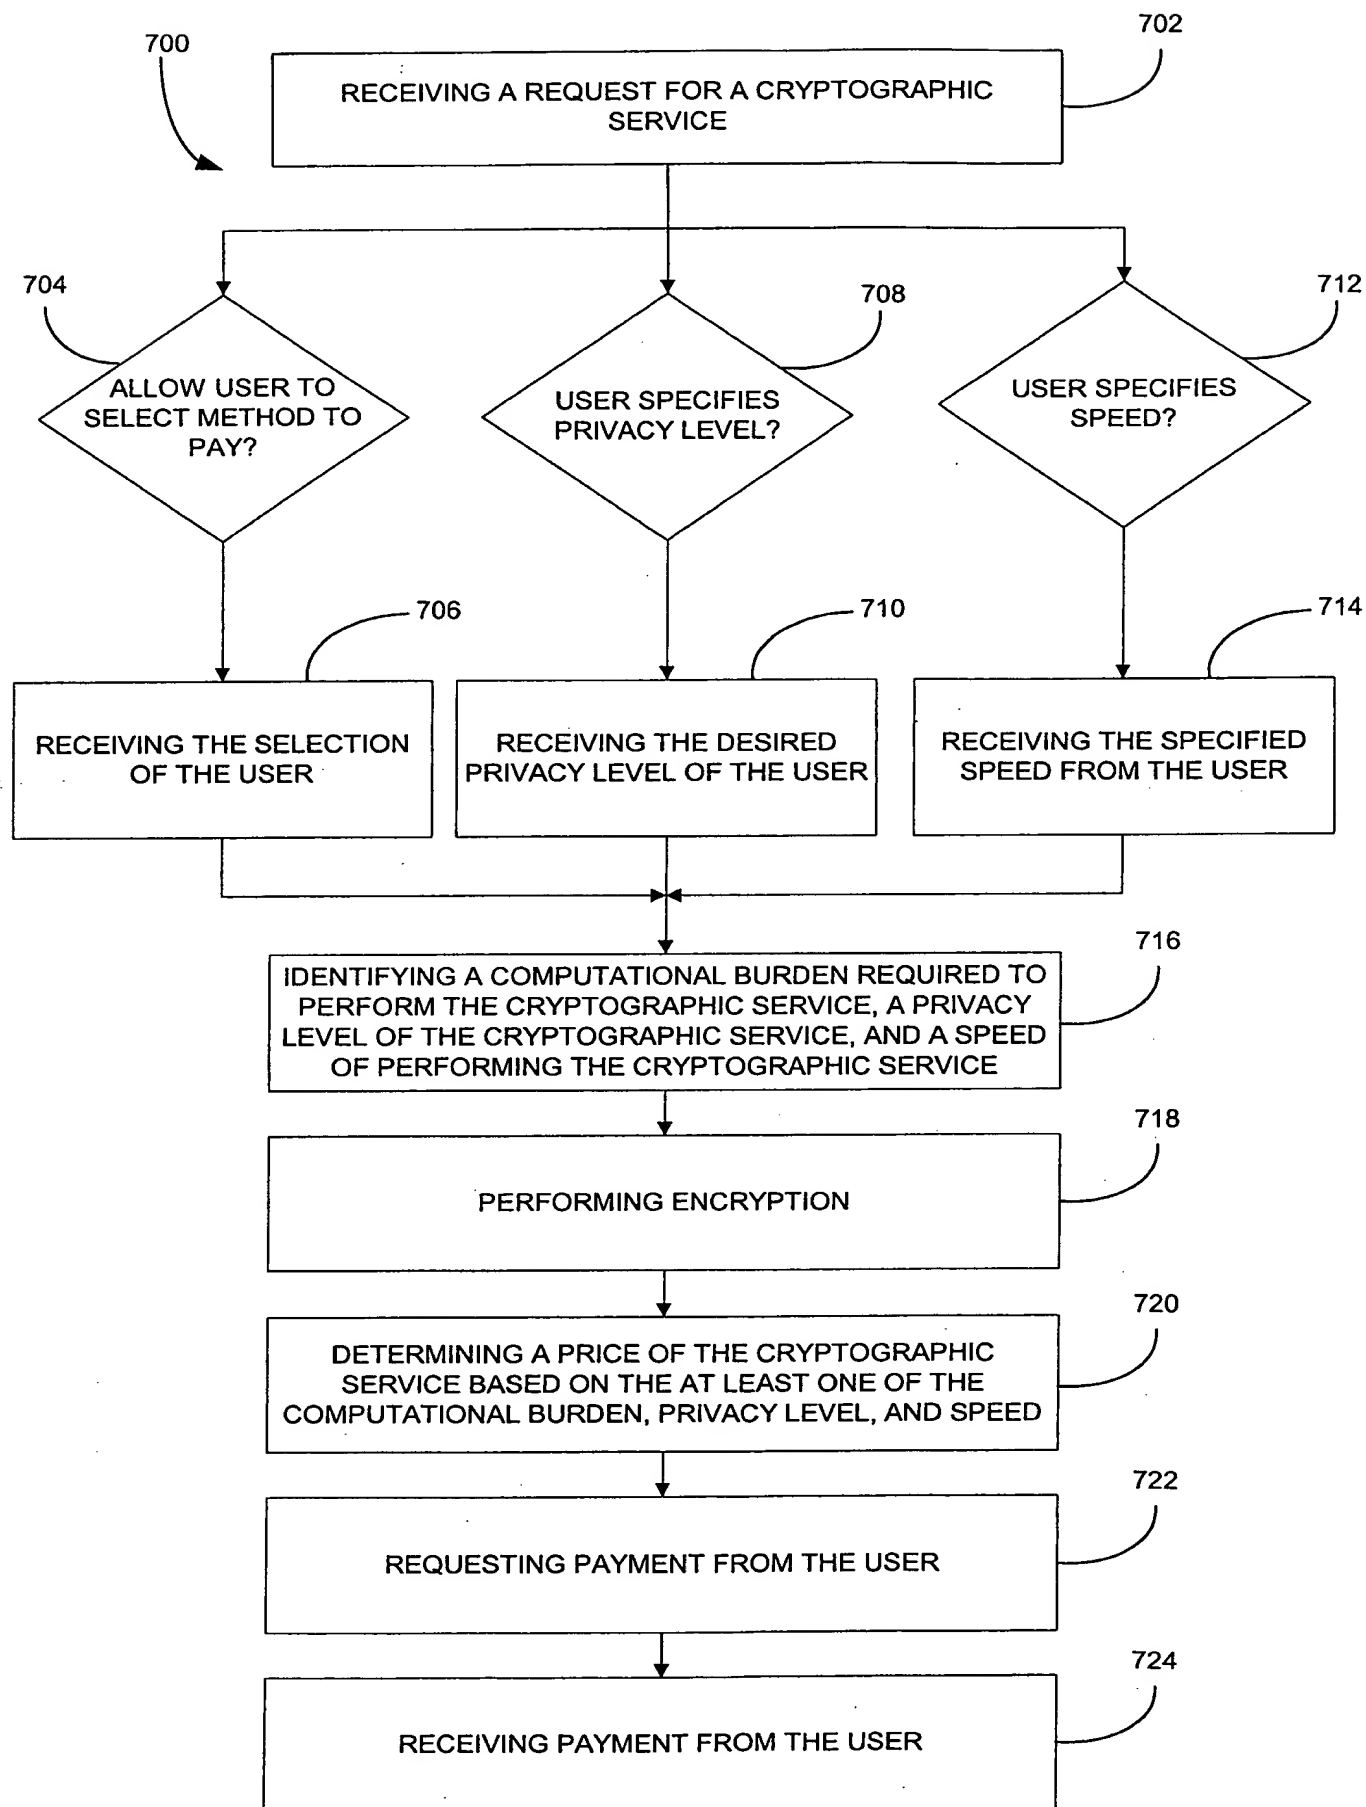 700
702
RECEIVING A REQUEST FOR A CRYPTOGRAPHIC
SERVICE
704
708
712
ALLOW USER TO
SELECT METHOD TO
PAY?
USER SPECIFIES
PRIVACY LEVEL?
USER SPECIFIES
SPEED?
706
710
714
RECEIVING THE SELECTION
OF THE USER
RECEIVING THE DESIRED
PRIVACY LEVEL OF THE USER
RECEIVING THE SPECIFIED
SPEED FROM THE USER
716
IDENTIFYING A COMPUTATIONAL BURDEN REQUIRED TO
PERFORM THE CRYPTOGRAPHIC SERVICE, A PRIVACY
LEVEL OF THE CRYPTOGRAPHIC SERVICE, AND A SPEED
OF PERFORMING THE CRYPTOGRAPHIC SERVICE
718
PERFORMING ENCRYPTION
720
DETERMINING A PRICE OF THE CRYPTOGRAPHIC
SERVICE BASED ON THE AT LEAST ONE OF THE
COMPUTATIONAL BURDEN, PRIVACY LEVEL, AND SPEED
722
REQUESTING PAYMENT FROM THE USER
724
RECEIVING PAYMENT FROM THE USER